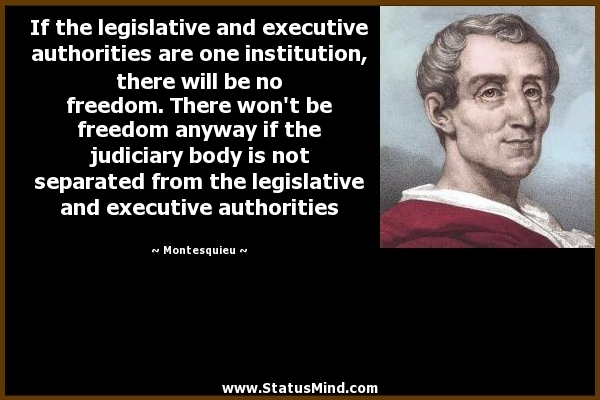 If the legislative and executive
authorities are one institution,
there will be no
freedom. There won't be
freedom anyway if the
judiciary body is not
separated from the legislative
and executive authorities
~ Montesquieu ~
www.StatusMind.com